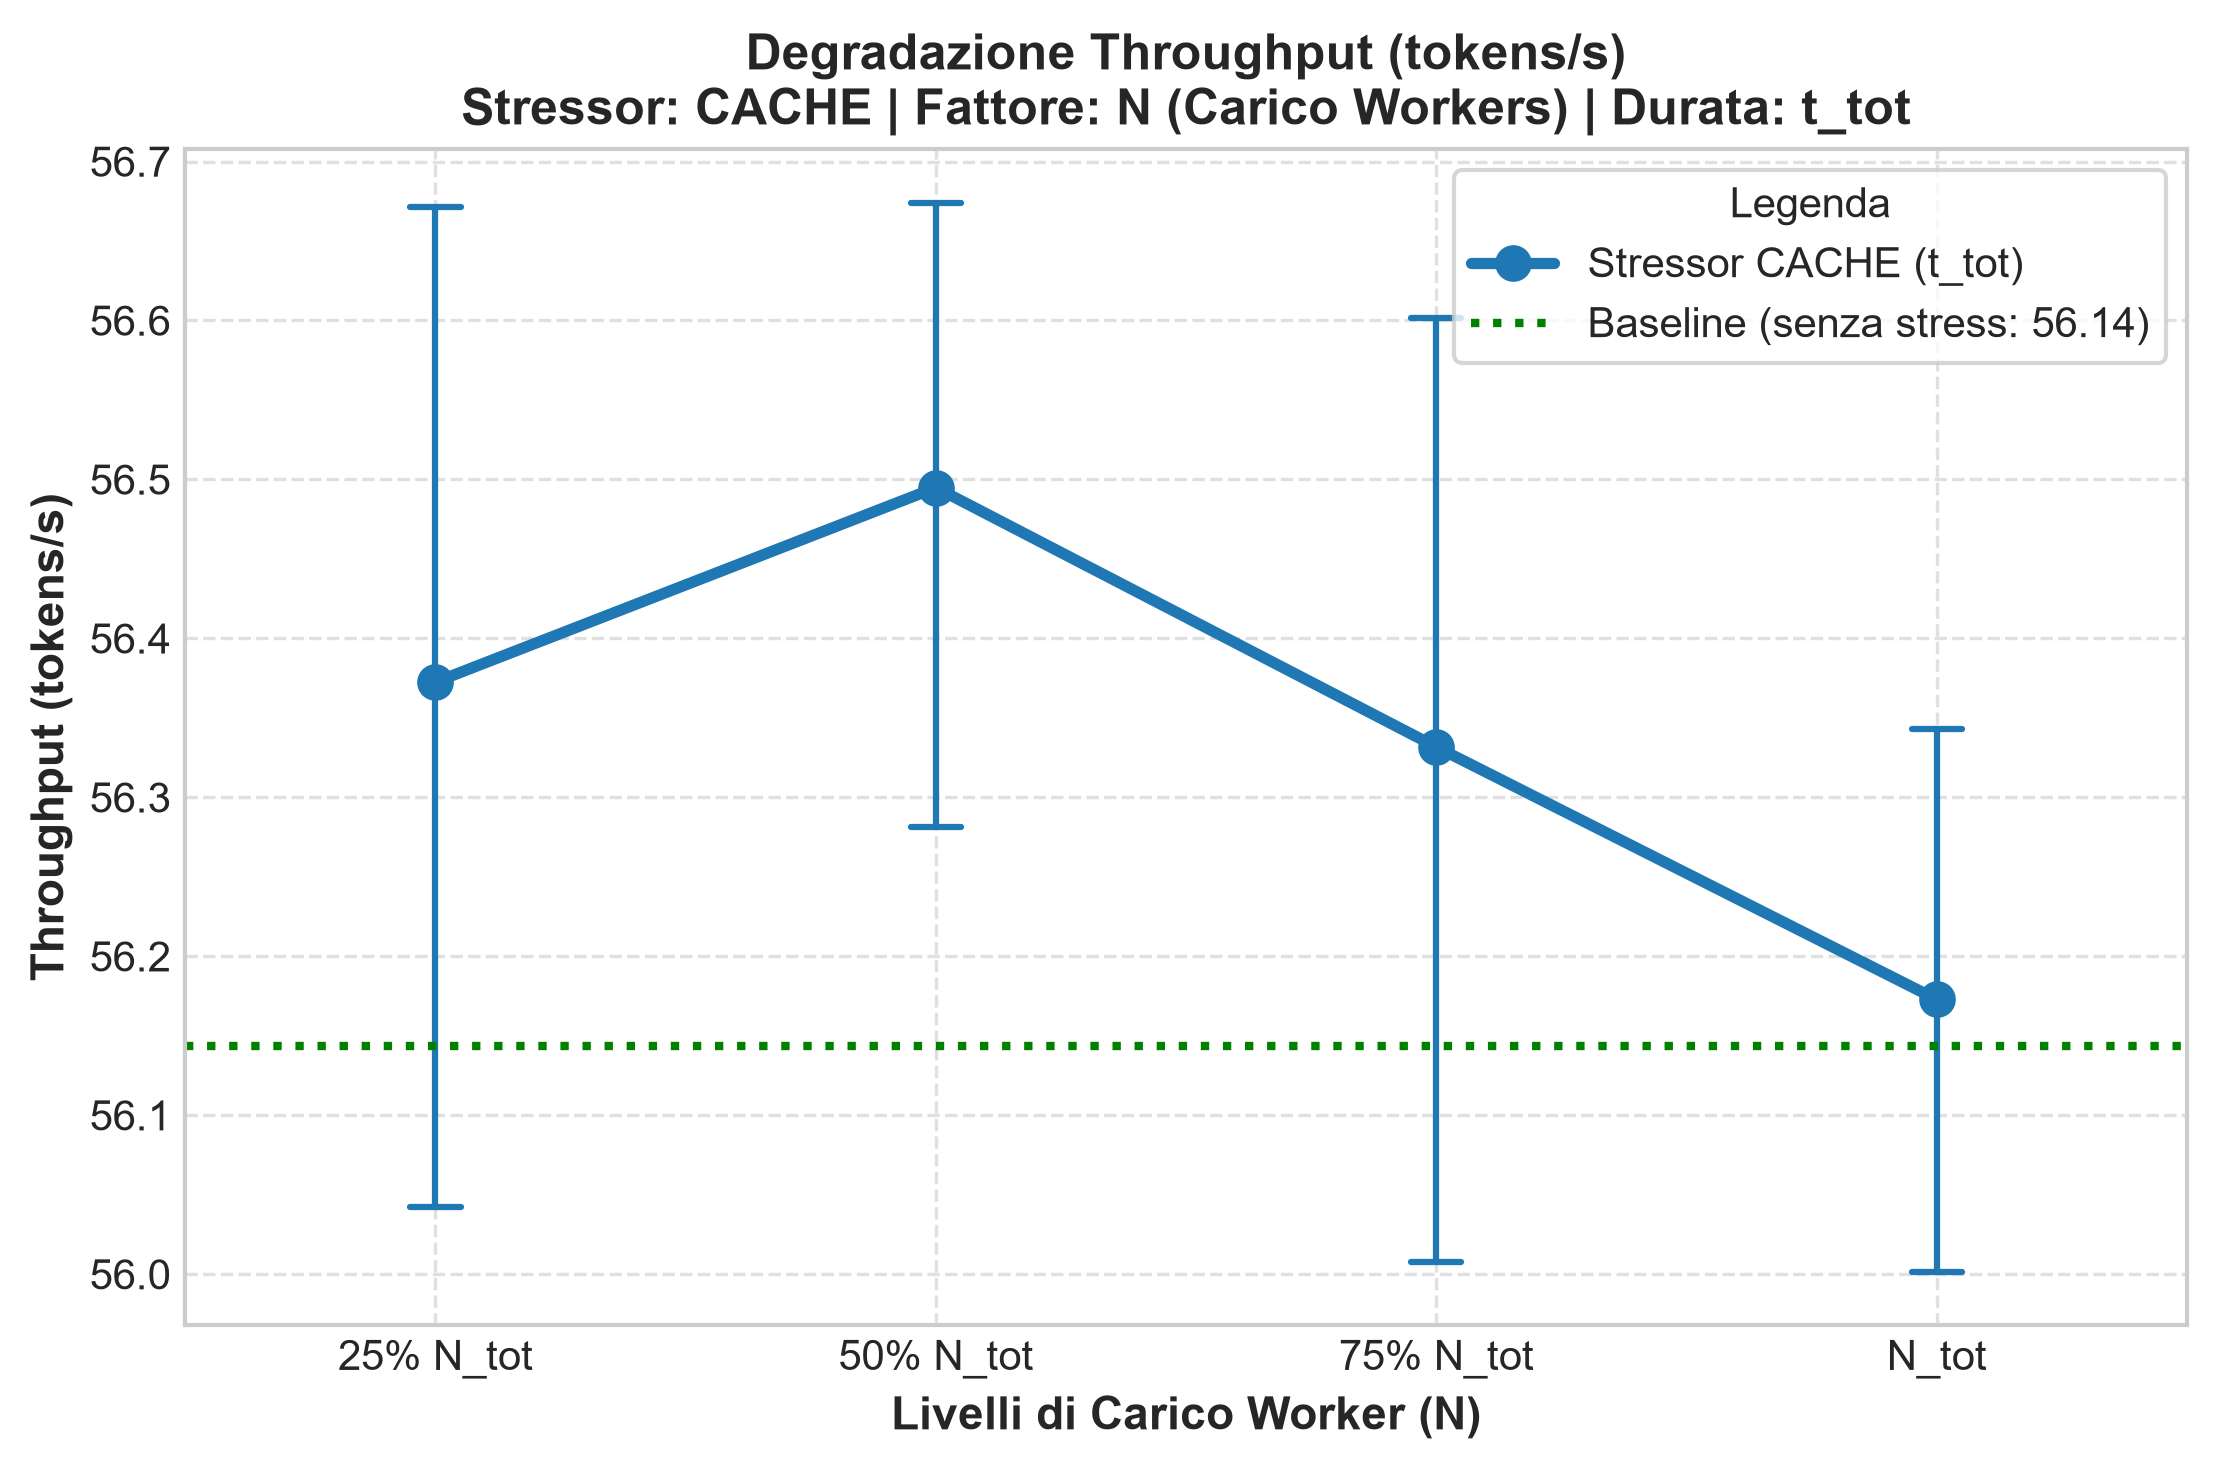 Degradazione Throughput (tokens/s)
Stressor: CACHE | Fattore: N (Carico Workers) | Durata: t_tot
Throughput (tokens/s)
56.7
56.6
56.5
56.4
56.3
56.2
56.1
56.0
Legenda
Stressor CACHE (t_tot)
Baseline (senza stress: 56.14)
25% N_tot
50% N_tot
75% N_tot
N_tot
Livelli di Carico Worker (N)